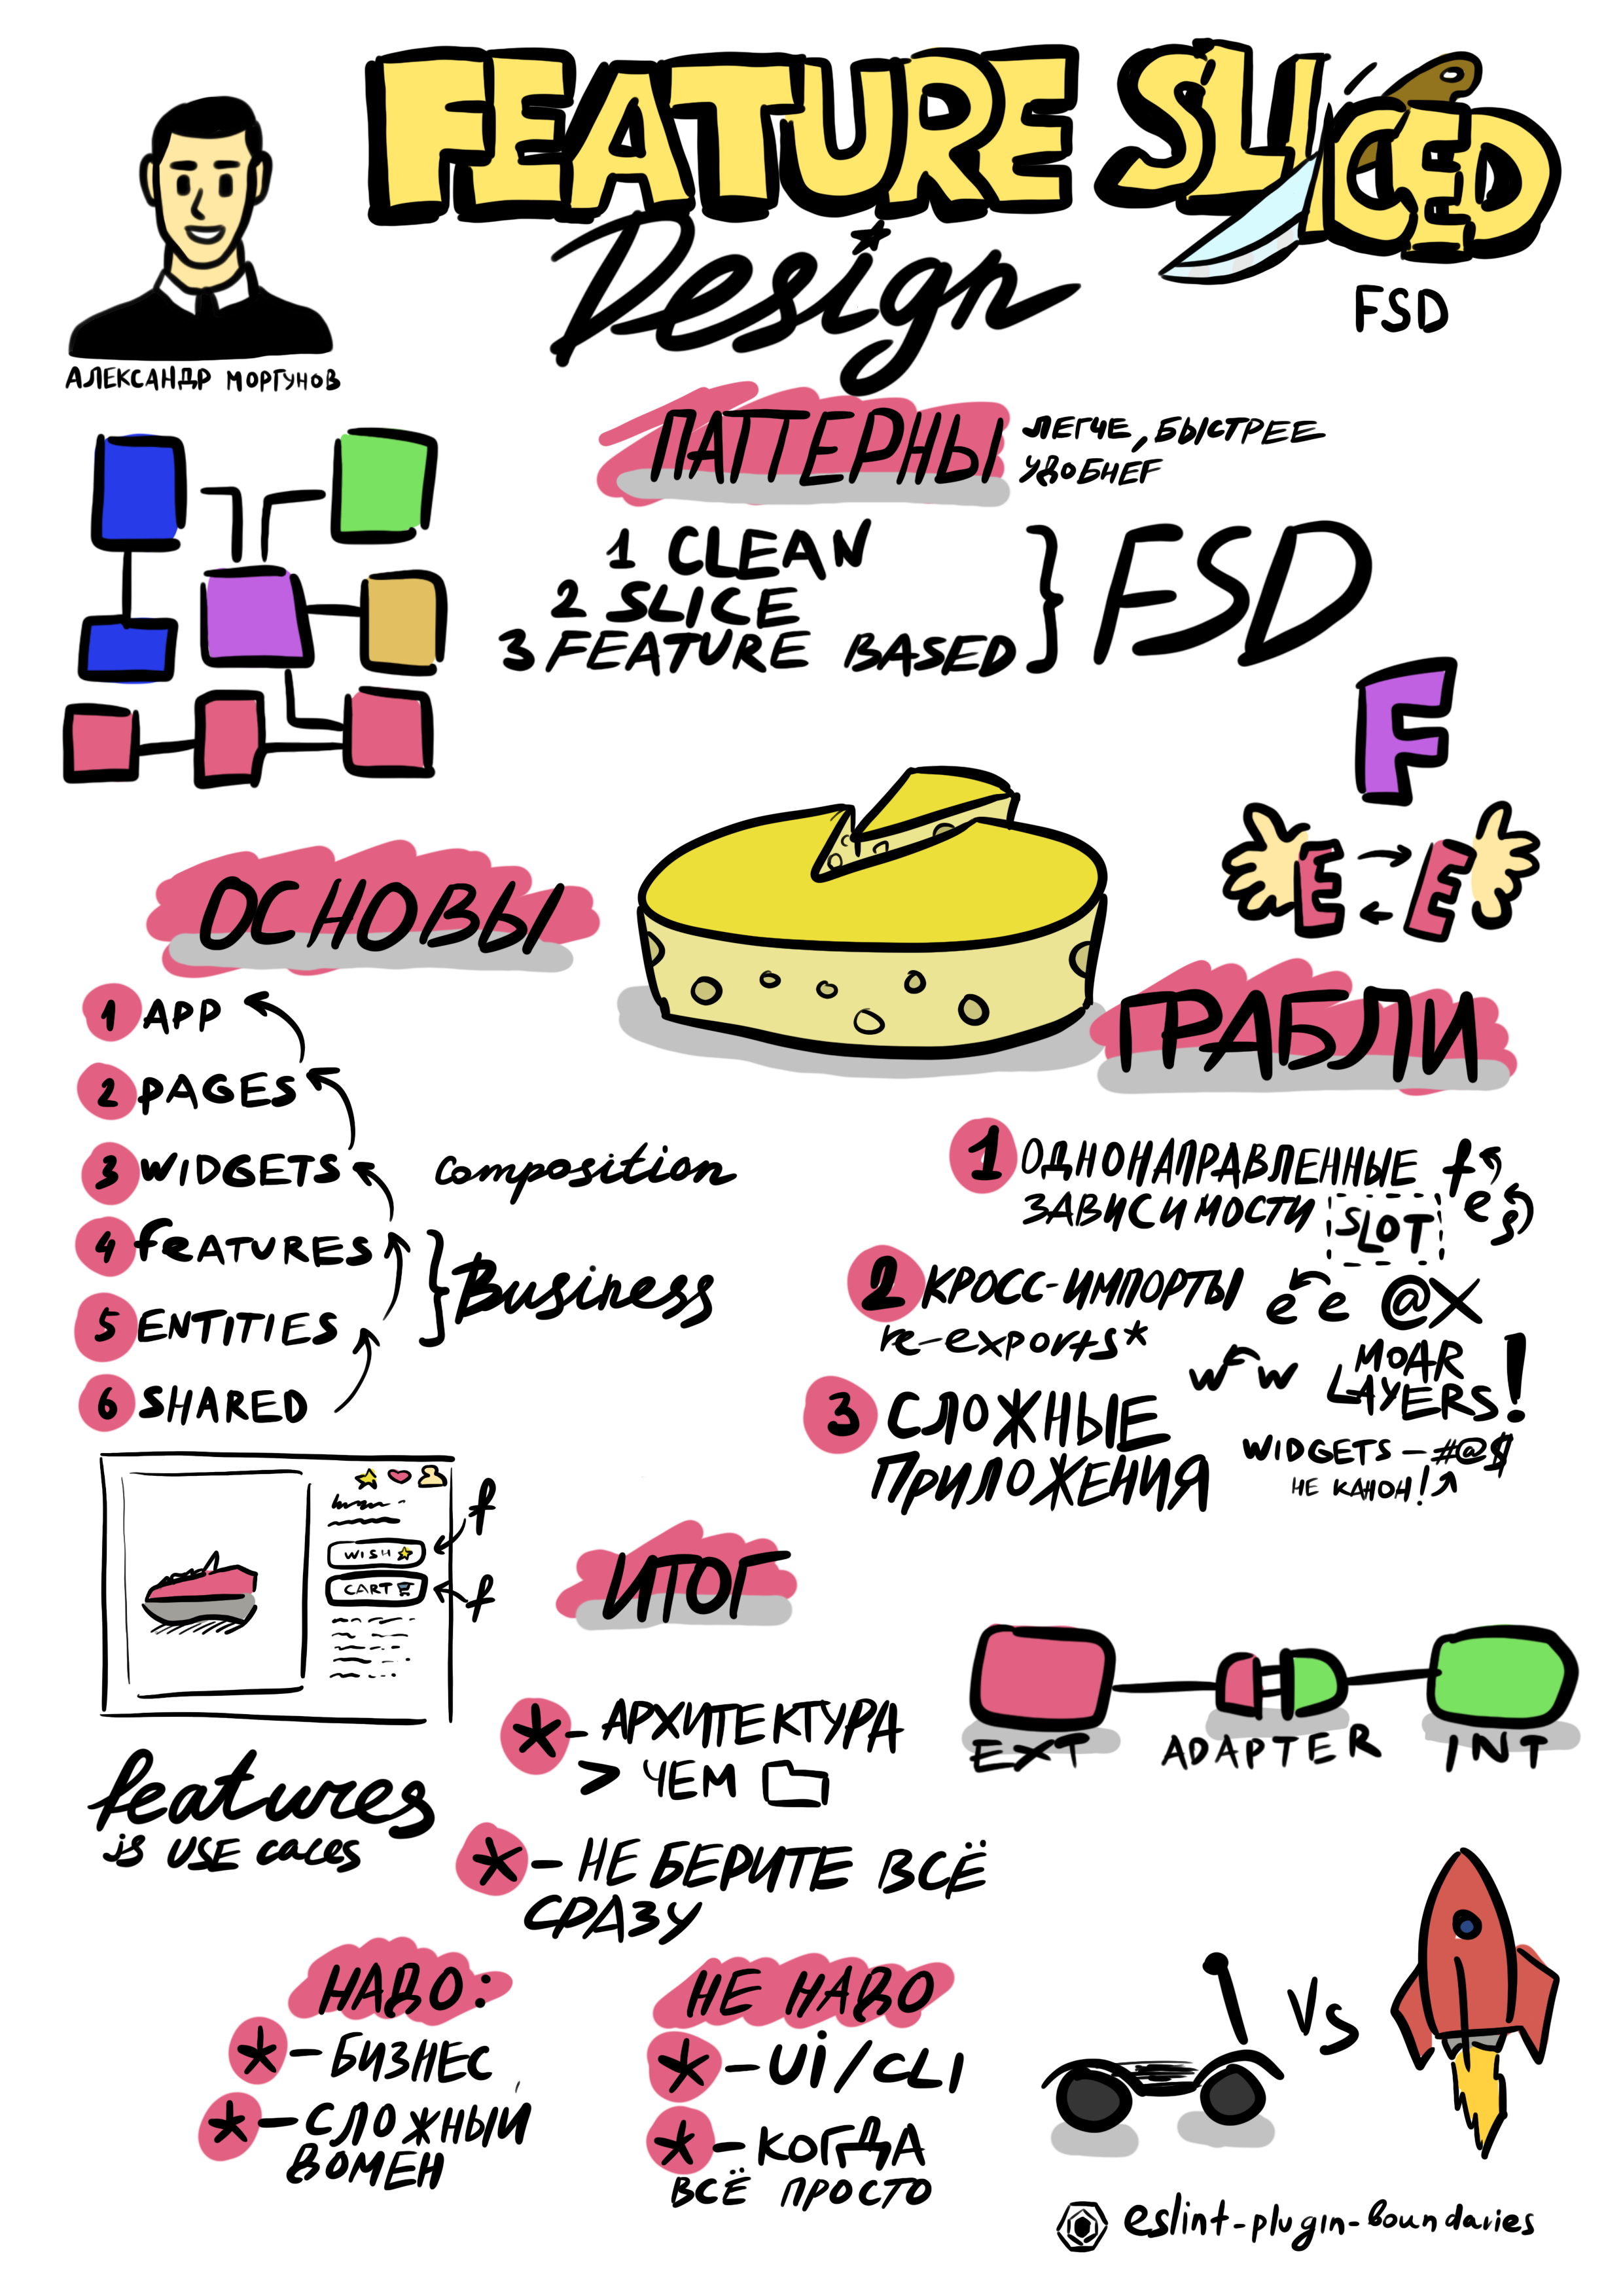 FEATURE SLICED
Design
FSD
АЛЕКСАНДР МОРГУНОВ
ПАТТЕРНЫ
ЛЕГЧЕ, БЫСТРЕЕ
УДОБНЕЕ
1 CLEAN
2 SLICE
3 FEATURE BASED
} FSD
F
E E
ОСНОВЫ
1 APP
2 PAGES
3 WIDGETS
composition
4 FEATURES
5 ENTITIES
} Business
6 SHARED
WISH
CART
f
f
features
is USE caces
ГРАБЛИ
1 ОДНОНАПРАВЛЕННЫЕ
ЗАВИСИМОСТИ
f
e s
SLOT
2 КРОСС-ИМПОРТЫ
e e @X
re-exports*
w w
MOAR
LAYERS!
3 СЛОЖНЫЕ
ПРИЛОЖЕНИЯ
WIDGETS - #@$
НЕ КАНОН!
ИТОГ
* - АРХИТЕКТУРА
> ЧЕМ
* - НЕ БЕРИТЕ ВСЁ
СРАЗУ
EXT
ADAPTER
INT
НАДО:
* - БИЗНЕС
* - СЛОЖНЫЙ
ДОМЕН
НЕ НАДО
* - Ui/CLI
* - КОГДА
ВСЁ ПРОСТО
VS
eslint-plugin-boundaries